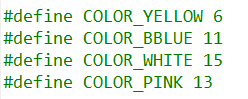 #define COLOR_YELLOW 6
#define COLOR_BBLUE 11
#define COLOR_WHITE 15
#define COLOR_PINK 13